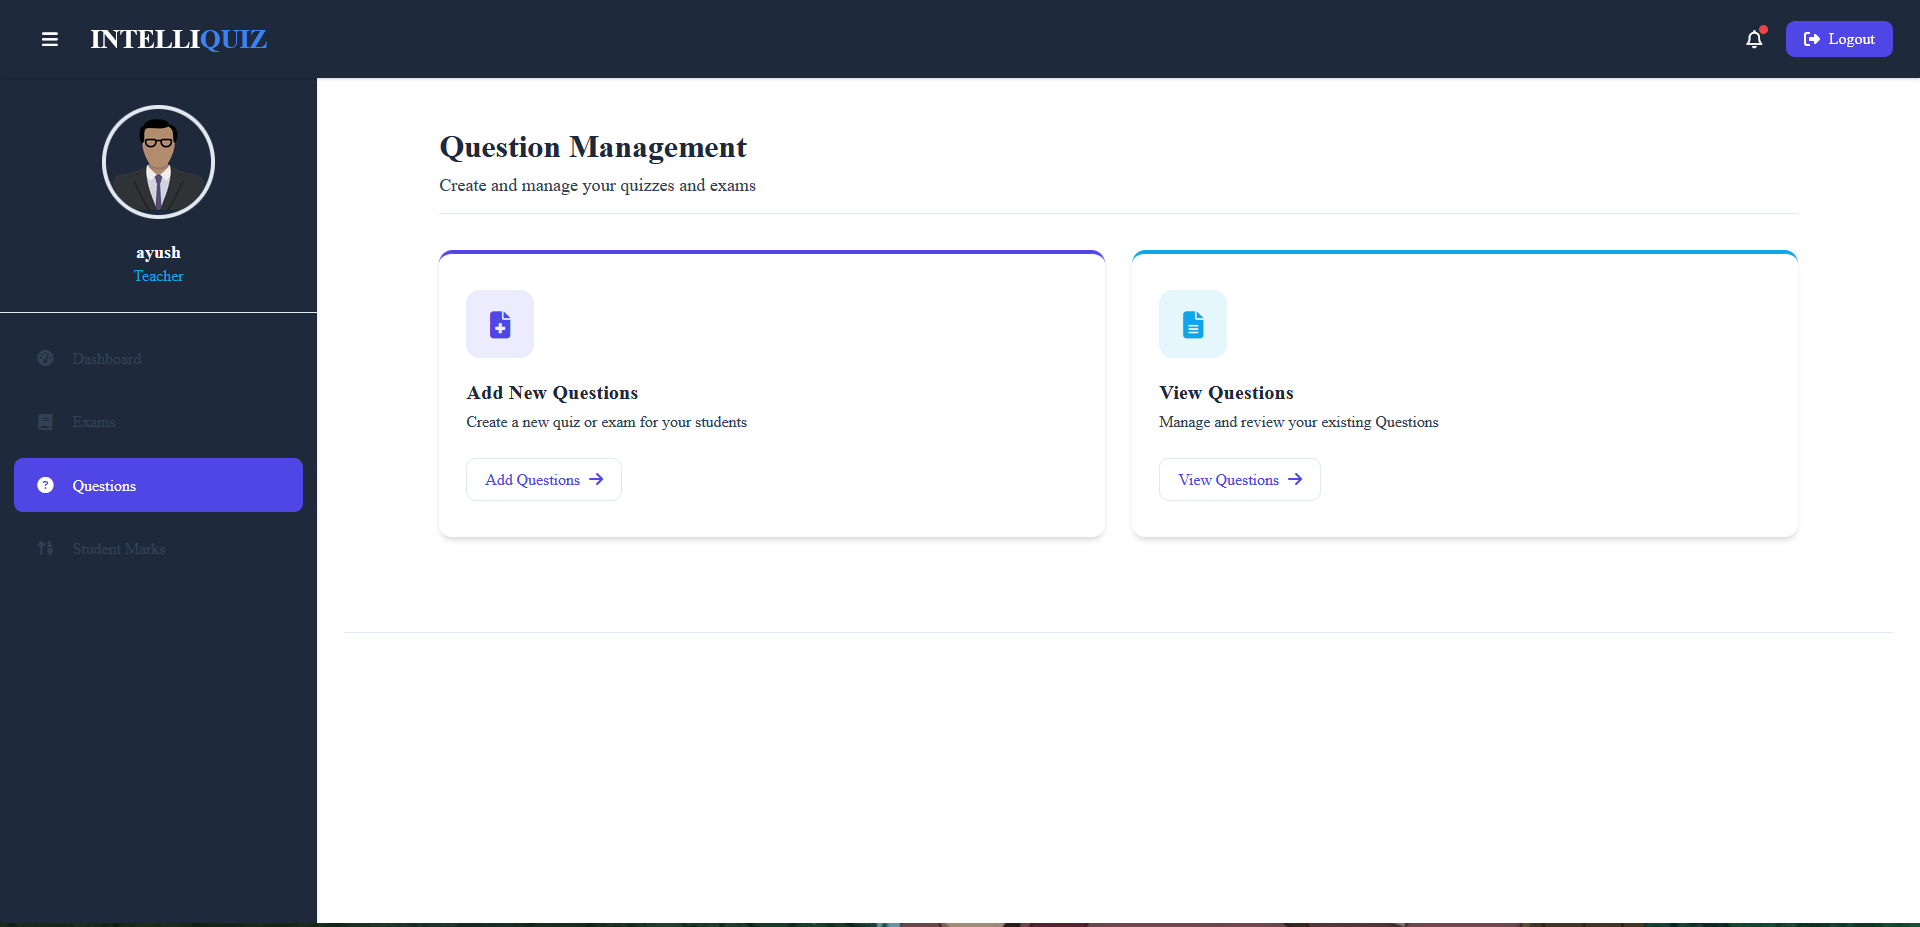 INTELLIQUIZ
Logout
ayush
Teacher
Dashboard
Exams
Questions
Student Marks
Question Management
Create and manage your quizzes and exams
Add New Questions
Create a new quiz or exam for your students
Add Questions
View Questions
Manage and review your existing Questions
View Questions